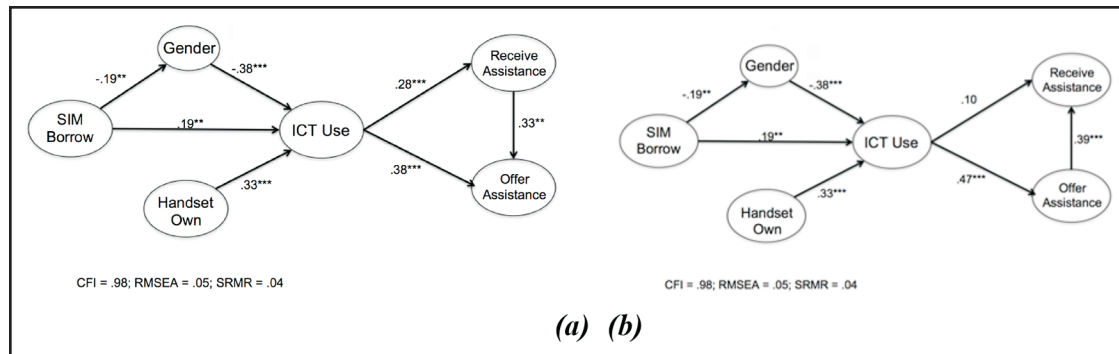 Gender
-.19**
-.38***
SIM
Borrow
.19**
ICT Use
Handset
Own
.33***
.28***
Receive
Assistance
.33**
.38***
Offer
Assistance
CFI = .98; RMSEA = .05; SRMR = .04
Gender
-.19**
-.38***
SIM
Borrow
.19**
ICT Use
Handset
Own
.33***
.10
Receive
Assistance
.39***
.47***
Offer
Assistance
CFI = .98; RMSEA = .05; SRMR = .04
(a) (b)